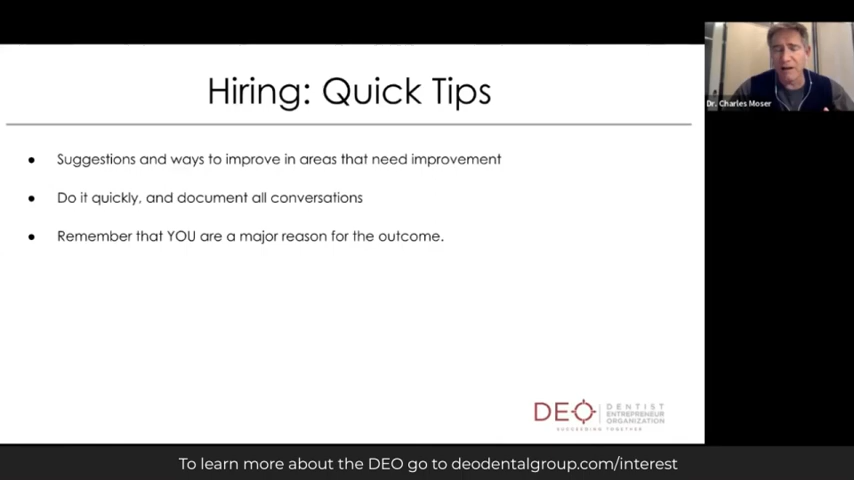 Hiring: Quick Tips
Dr. Charles Moser
Suggestions and ways to improve in areas that need improvement
Do it quickly, and document all conversations
Remember that YOU are a major reason for the outcome.
DEO
DENTIST
ENTREPRENEUR
ORGANIZATION
SUCCEEDING TOGETHER
To learn more about the DEO go to deodentalgroup.com/interest